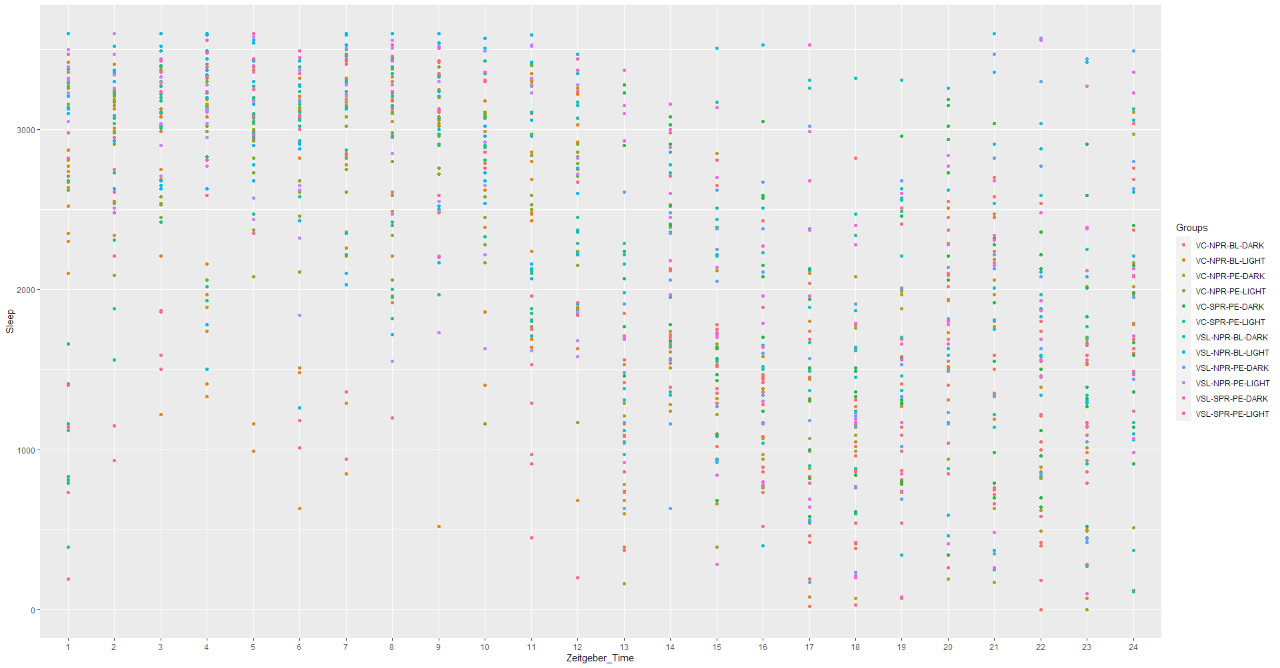 3000
2000
1000
0
Sleep
1 2 3 4 5 6 7 8 9 10 11 12 13 14 15 16 17 18 19 20 21 22 23 24
Zeitgeber_Time
Groups
VC-NPR-BL-DARK
VC-NPR-BL-LIGHT
VC-NPR-PE-DARK
VC-NPR-PE-LIGHT
VC-SPR-PE-DARK
VC-SPR-PE-LIGHT
VSL-NPR-BL-DARK
VSL-NPR-BL-LIGHT
VSL-NPR-PE-DARK
VSL-NPR-PE-LIGHT
VSL-SPR-PE-DARK
VSL-SPR-PE-LIGHT